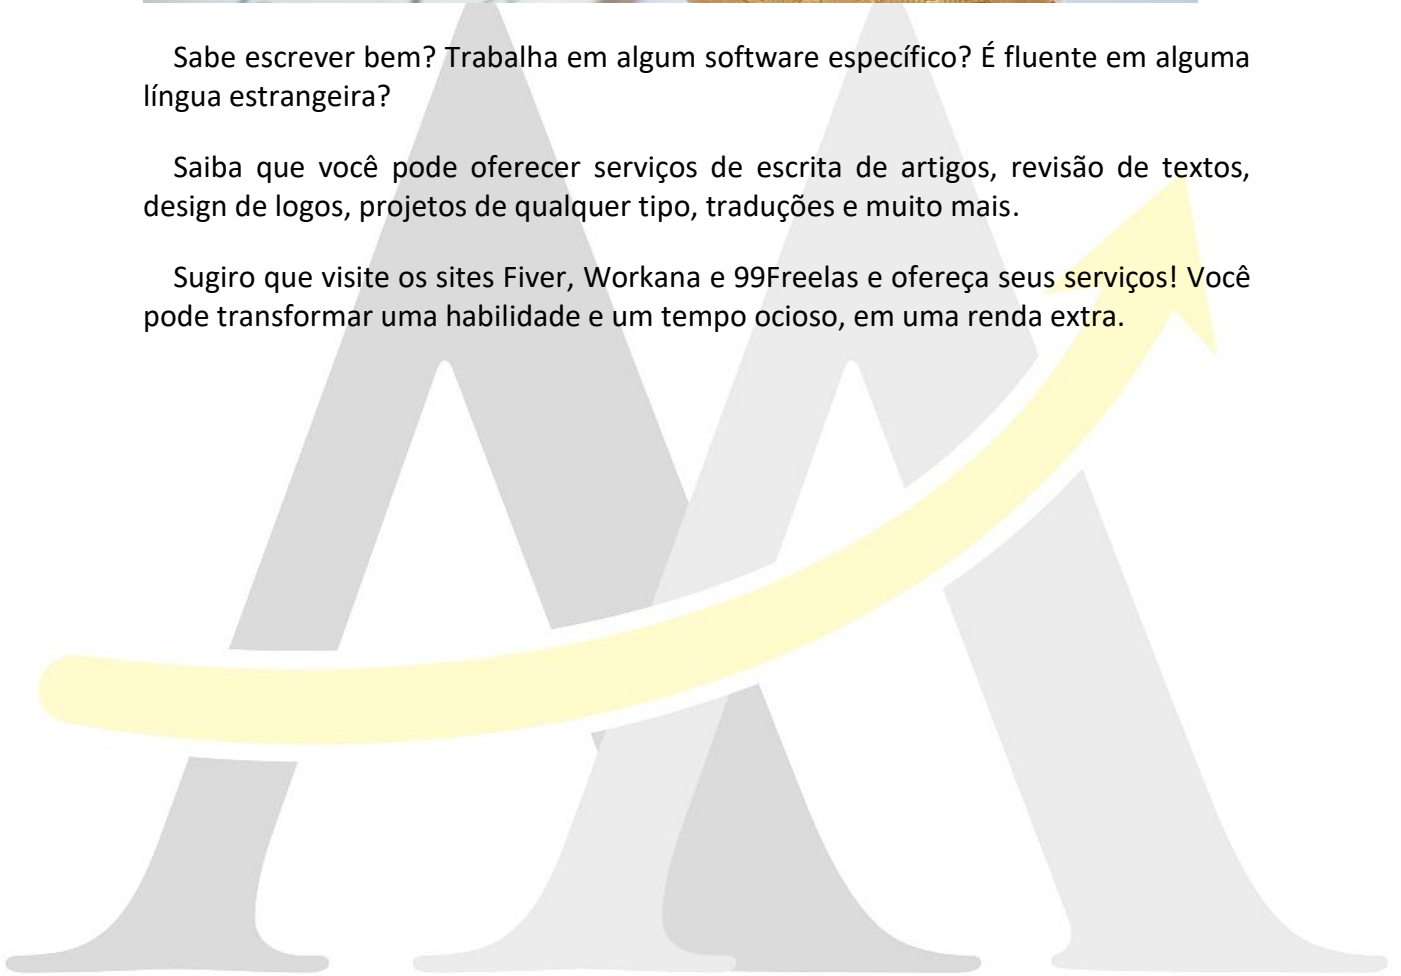 Sabe escrever bem? Trabalha em algum software específico? É fluente em alguma
língua estrangeira?
Saiba que você pode oferecer serviços de escrita de artigos, revisão de textos,
design de logos, projetos de qualquer tipo, traduções e muito mais.
Sugiro que visite os sites Fiver, Workana e 99Freelas e ofereça seus serviços! Você
pode transformar uma habilidade e um tempo ocioso, em uma renda extra.